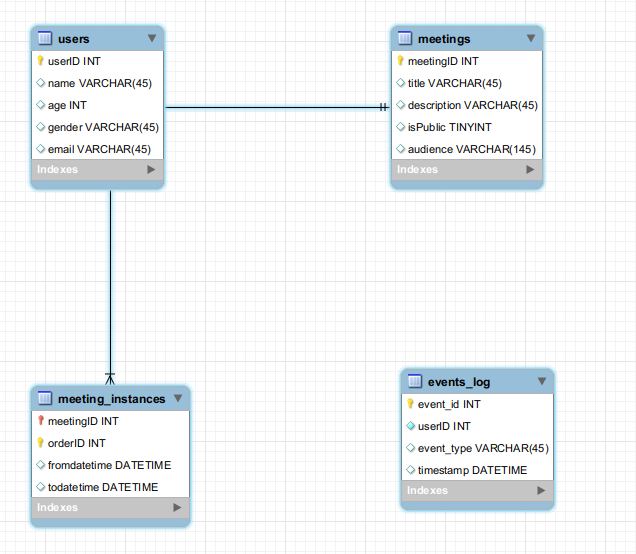 users
userID INT
name VARCHAR(45)
age INT
gender VARCHAR(45)
email VARCHAR(45)
Indexes
meetings
meetingID INT
title VARCHAR(45)
description VARCHAR(45)
isPublic TINYINT
audience VARCHAR(145)
Indexes
meeting_instances
meetingID INT
orderID INT
fromdatetime DATETIME
todatetime DATETIME
Indexes
events_log
event_id INT
userID INT
event_type VARCHAR(45)
timestamp DATETIME
Indexes